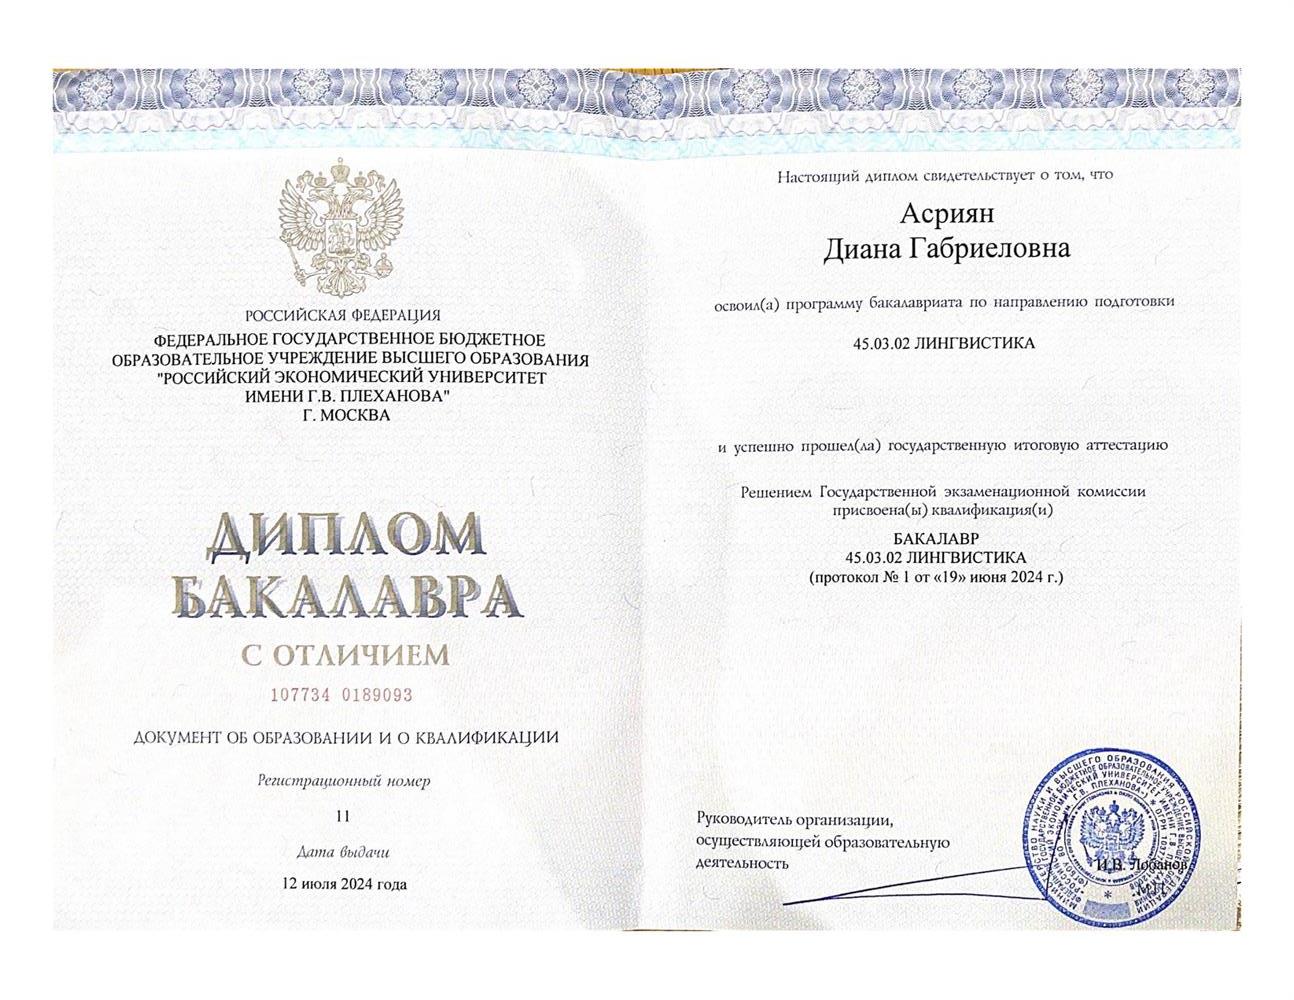 РОССИЙСКАЯ ФЕДЕРАЦИЯ
ФЕДЕРАЛЬНОЕ ГОСУДАРСТВЕННОЕ БЮДЖЕТНОЕ
ОБРАЗОВАТЕЛЬНОЕ УЧРЕЖДЕНИЕ ВЫСШЕГО ОБРАЗОВАНИЯ
"РОССИЙСКИЙ ЭКОНОМИЧЕСКИЙ УНИВЕРСИТЕТ
ИМЕНИ Г.В. ПЛЕХАНОВА"
Г. МОСКВА
ДИПЛОМ
БАКАЛАВРА
С ОТЛИЧИЕМ
107734 0189093
ДОКУМЕНТ ОБ ОБРАЗОВАНИИ И О КВАЛИФИКАЦИИ
Регистрационный номер
11
Дата выдачи
12 июля 2024 года
Настоящий диплом свидетельствует о том, что
Асриян
Диана Габриеловна
освоил(а) программу бакалавриата по направлению подготовки
45.03.02 ЛИНГВИСТИКА
и успешно прошел(ла) государственную итоговую аттестацию
Решением Государственной экзаменационной комиссии
присвоена(ы) квалификация(и)
БАКАЛАВР
45.03.02 ЛИНГВИСТИКА
(протокол № 1 от «19» июня 2024 г.)
Руководитель организации,
осуществляющей образовательную
деятельность
И.В. Лобанов
М.П.